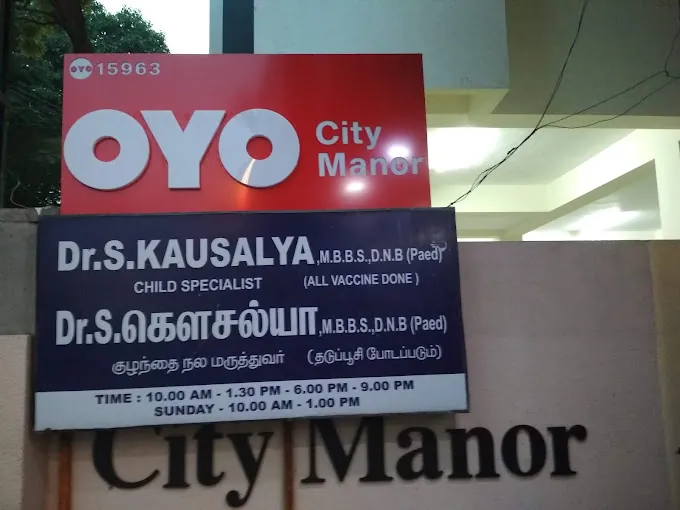 OYO 15963
OYO City
Manor
Dr.S.KAUSALYA,M.B.B.S.,D.N.B (Paed)
CHILD SPECIALIST (ALL VACCINE DONE )
Dr.S.கௌசல்யா,M.B.B.S.,D.N.B (Paed)
குழந்தை நல மருத்துவர் (தடுப்பூசி போடப்படும்)
TIME : 10.00 AM - 1.30 PM - 6.00 PM - 9.00 PM
SUNDAY - 10.00 AM - 1.00 PM
City Manor